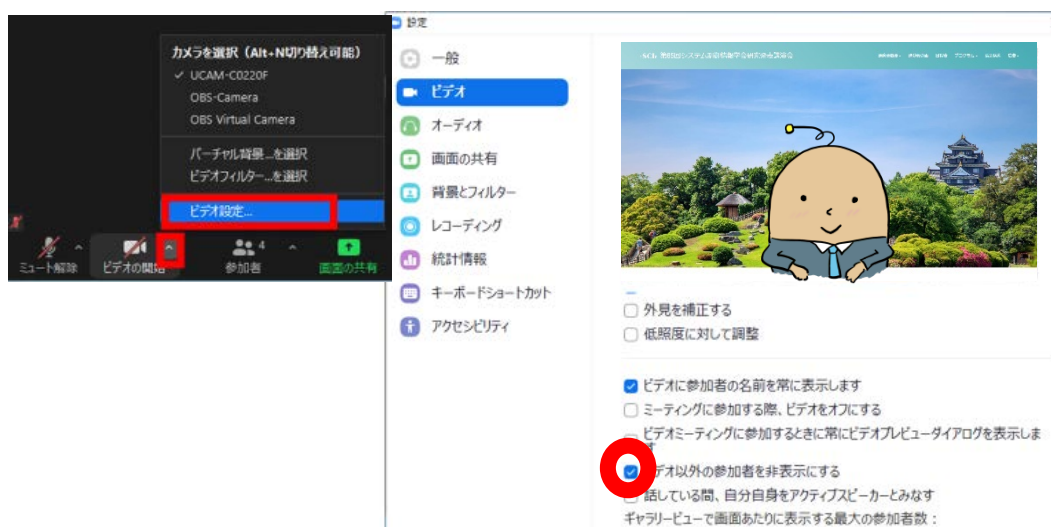 カメラを選択（Alt+N切り替え可能）
✓ UCAM-C0220F
OBS-Camera
OBS Virtual Camera
バーチャル背景...を選択
ビデオフィルター...を選択
ビデオ設定...
ミュート解除
ビデオの開始
4
参加者
画面の共有
設定
一般
ビデオ
オーディオ
画面の共有
背景とフィルター
レコーディング
統計情報
キーボードショートカット
アクセシビリティ
外見を補正する
低照度に対して調整
ビデオに参加者の名前を常に表示します
ミーティングに参加する際、ビデオをオフにする
ビデオミーティングに参加するときに常にビデオプレビューダイアログを表示しま
す
デオ以外の参加者を非表示にする
話している間、自分自身をアクティブスピーカーとみなす
ギャラリービューで画面あたりに表示する最大の参加者数：